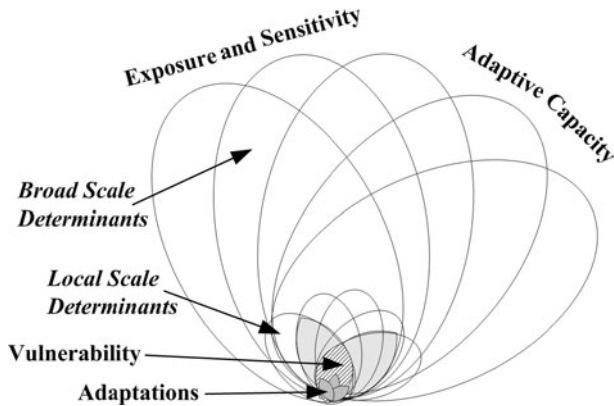 Exposure and Sensitivity
Adaptive Capacity
Broad Scale
Determinants
Local Scale
Determinants
Vulnerability
Adaptations